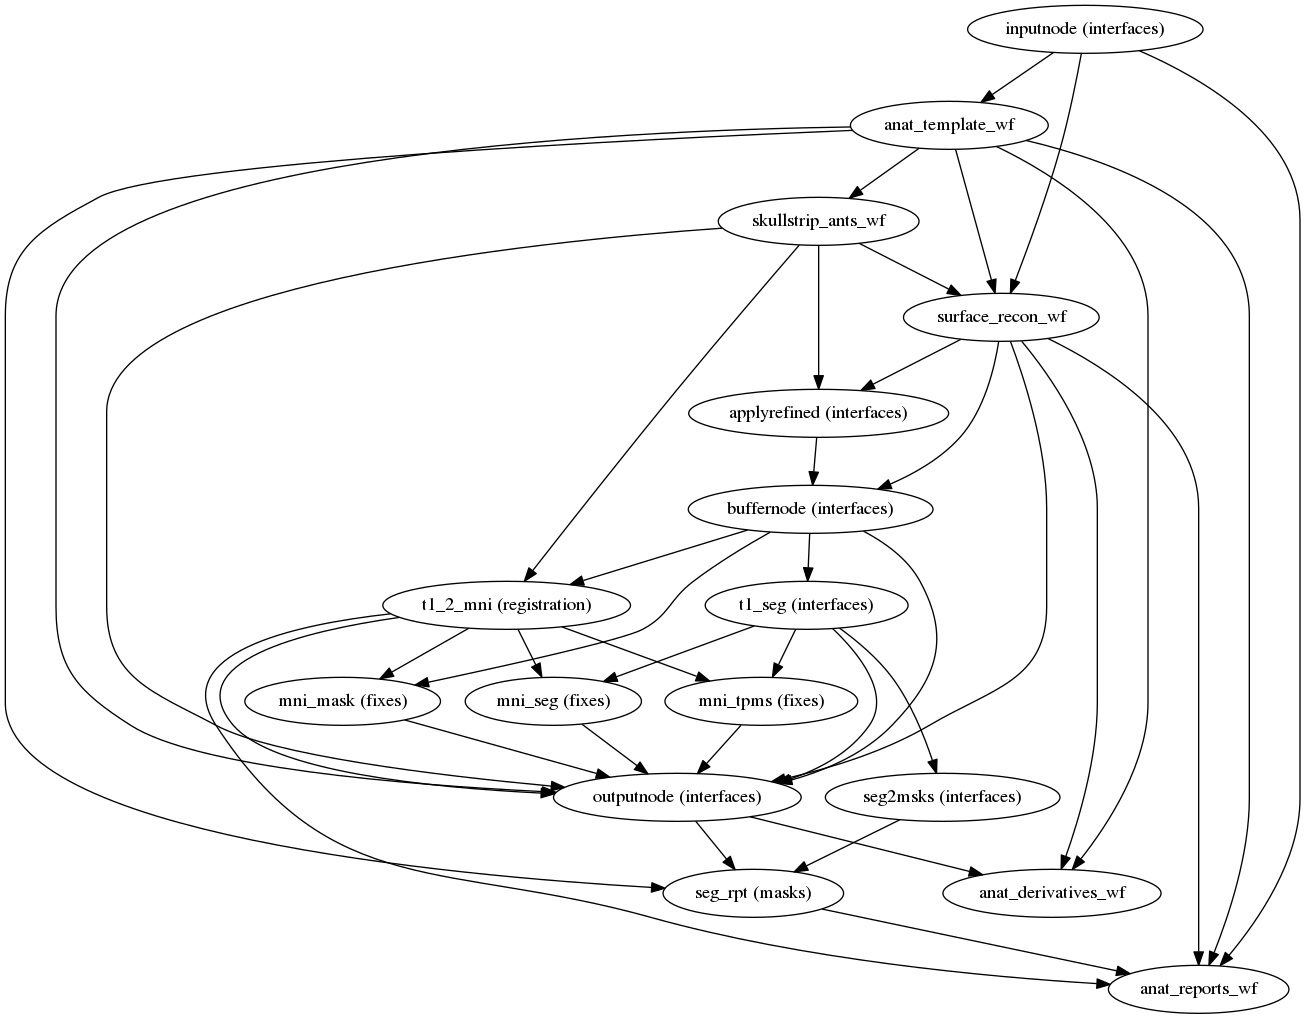 inputnode (interfaces)
anat_template_wf
skullstrip_ants_wf
surface_recon_wf
applyrefined (interfaces)
buffernode (interfaces)
t1_2_mni (registration)
t1_seg (interfaces)
mni_mask (fixes)
mni_seg (fixes)
mni_tpms (fixes)
outputnode (interfaces)
seg2msks (interfaces)
seg_rpt (masks)
anat_derivatives_wf
anat_reports_wf